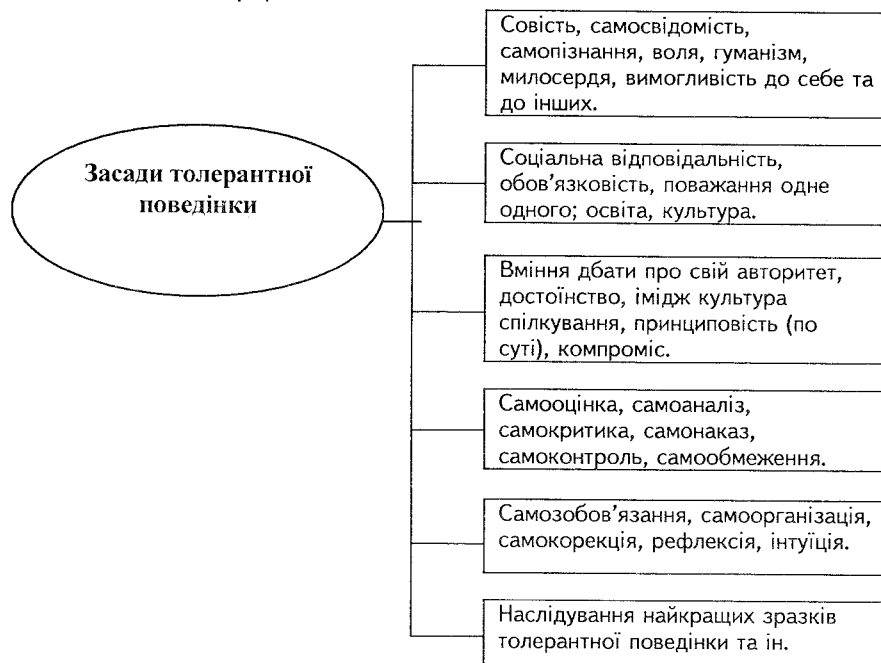 Засади толерантної
поведінки
Совість, самосвідомість,
самопізнання, воля, гуманізм,
милосердя, вимогливість до себе та
до інших.
Соціальна відповідальність,
обов'язковість, поважання одне
одного; освіта, культура.
Вміння дбати про свій авторитет,
достоїнство, імідж культура
спілкування, принциповість (по
суті), компроміс.
Самооцінка, самоаналіз,
самокритика, самонаказ,
самоконтроль, самообмеження.
Самозобов'язання, самоорганізація,
самокорекція, рефлексія, інтуїція.
Наслідування найкращих зразків
толерантної поведінки та ін.